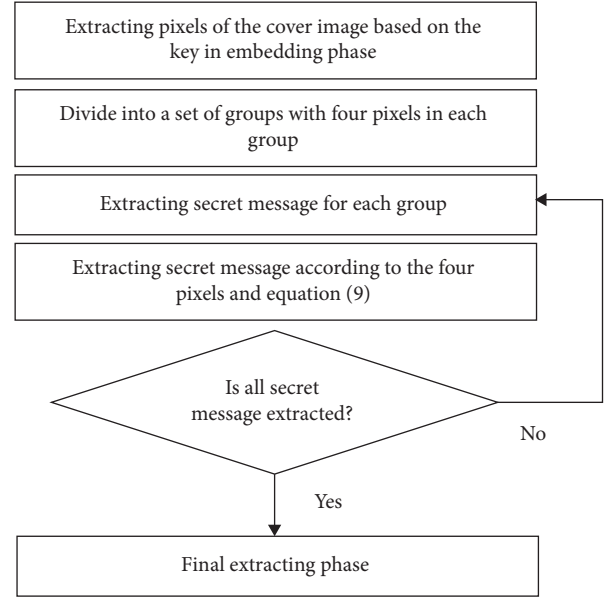 Extracting pixels of the cover image based on the
key in embedding phase
Divide into a set of groups with four pixels in each
group
Extracting secret message for each group
Extracting secret message according to the four
pixels and equation (9)
Is all secret
message extracted?
No
Yes
Final extracting phase